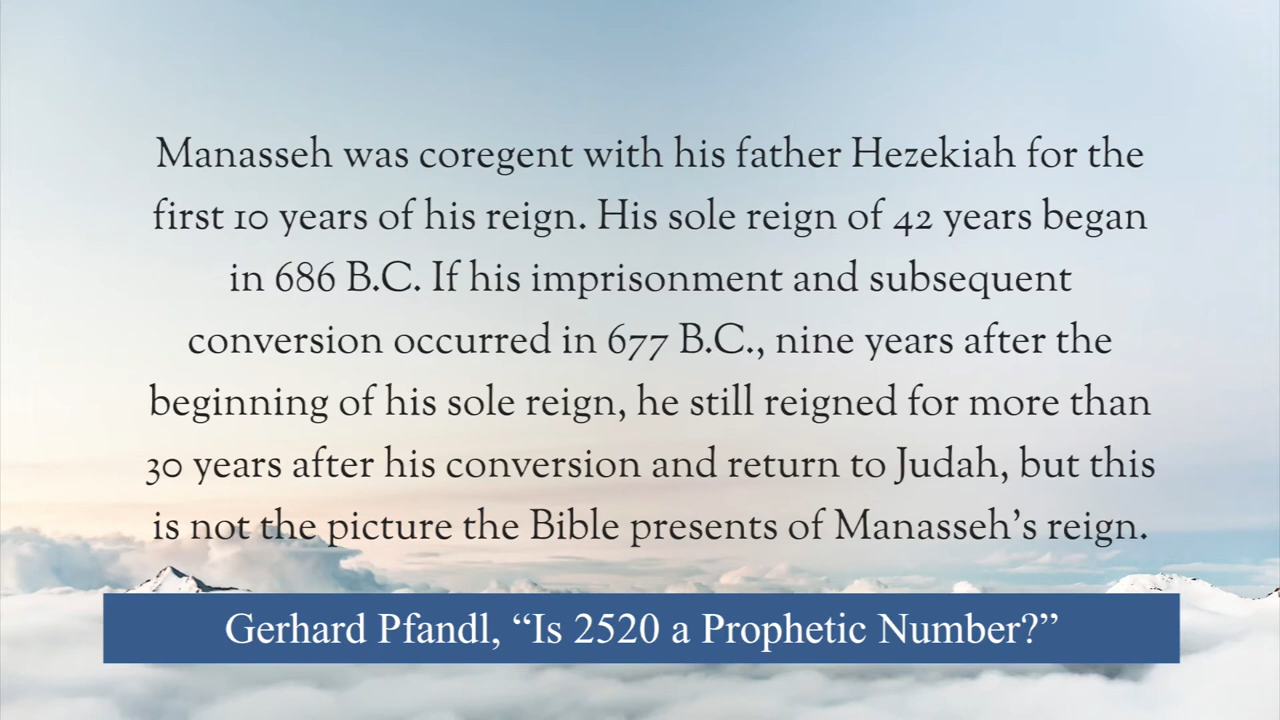 Manasseh was coregent with his father Hezekiah for the
first 10 years of his reign. His sole reign of 42 years began
in 686 B.C. If his imprisonment and subsequent
conversion occurred in 677 B.C., nine years after the
beginning of his sole reign, he still reigned for more than
30 years after his conversion and return to Judah, but this
is not the picture the Bible presents of Manasseh’s reign.
Gerhard Pfandl, “Is 2520 a Prophetic Number?”